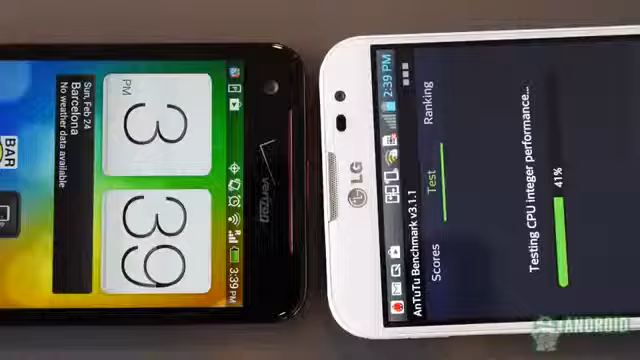 3
39
PM
Sun, Feb 24
Barcelona
No weather data available
BAR
3:39 PM
verizon
LG
2:39 PM
AnTuTu Benchmark v3.1.1
Scores
Test
Ranking
Testing CPU integer performance...
41%
ANDROID